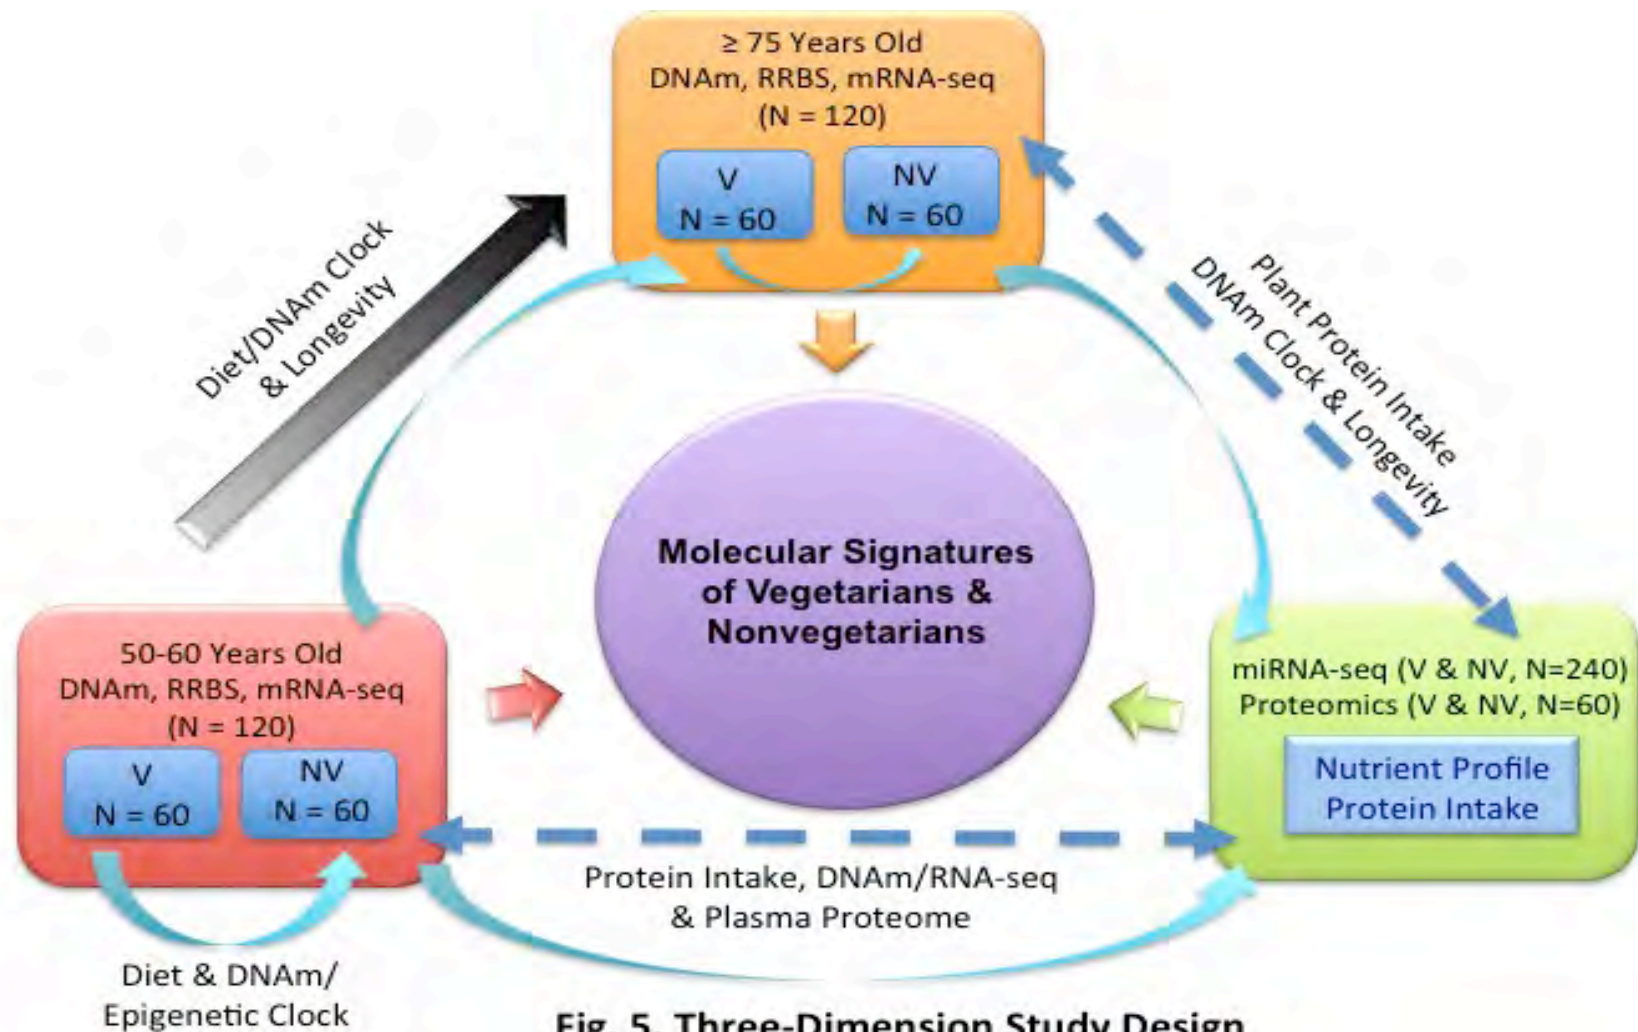 ≥ 75 Years Old
DNAm, RRBS, mRNA-seq
(N = 120)
V
N = 60
NV
N = 60
Diet/DNAm Clock
& Longevity
Plant Protein Intake
DNAm Clock & Longevity
Molecular Signatures
of Vegetarians &
Nonvegetarians
50-60 Years Old
DNAm, RRBS, mRNA-seq
(N = 120)
V
N = 60
NV
N = 60
miRNA-seq (V & NV, N=240)
Proteomics (V & NV, N=60)
Nutrient Profile
Protein Intake
Protein Intake, DNAm/RNA-seq
& Plasma Proteome
Diet & DNAm/
Epigenetic Clock
Fig. 5. Three-Dimension Study Design